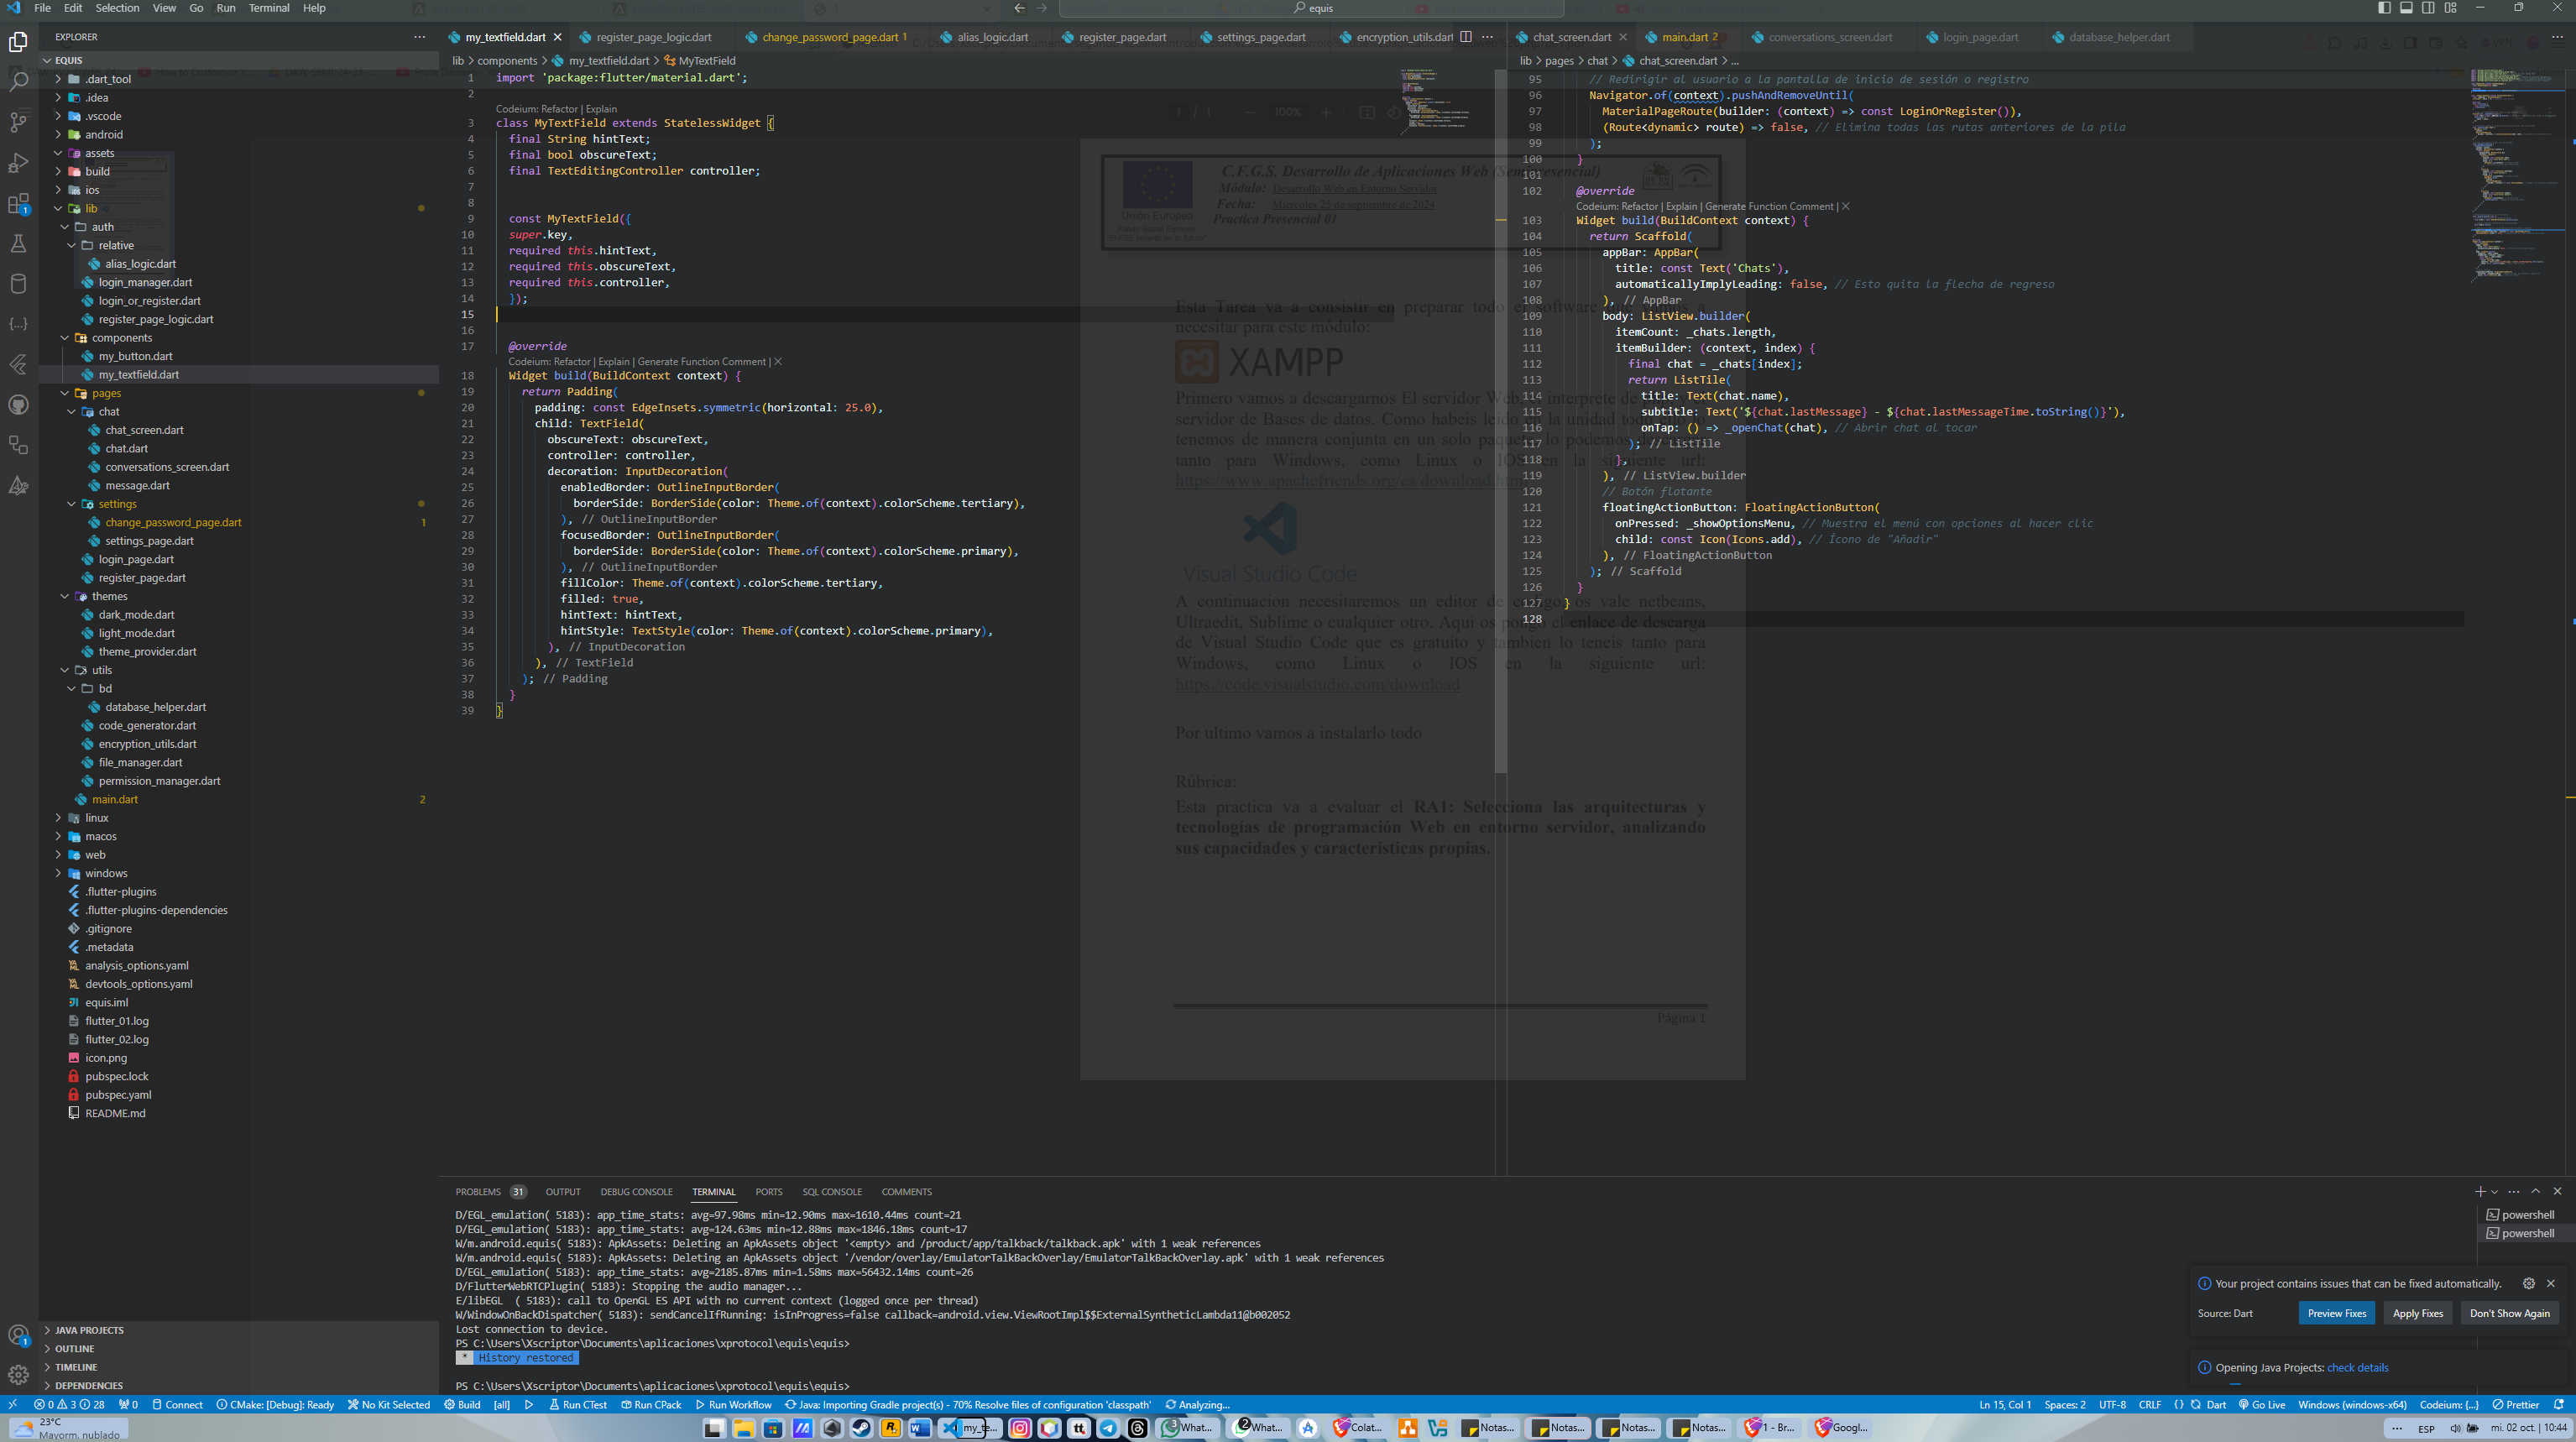 File Edit Selection View Go Run Terminal Help
equis
EXPLORER
EQUIS
.dart_tool
.idea
.vscode
android
assets
build
ios
lib
auth
relative
alias_logic.dart
login_manager.dart
login_or_register.dart
register_page_logic.dart
components
my_button.dart
my_textfield.dart
pages
chat
chat_screen.dart
chat.dart
conversations_screen.dart
message.dart
settings
change_password_page.dart 1
settings_page.dart
login_page.dart
register_page.dart
themes
dark_mode.dart
light_mode.dart
theme_provider.dart
utils
bd
database_helper.dart
code_generator.dart
encryption_utils.dart
file_manager.dart
permission_manager.dart
main.dart 2
linux
macos
web
windows
.flutter-plugins
.flutter-plugins-dependencies
.gitignore
.metadata
analysis_options.yaml
devtools_options.yaml
equis.iml
flutter_01.log
flutter_02.log
icon.png
pubspec.lock
pubspec.yaml
README.md
JAVA PROJECTS
OUTLINE
TIMELINE
DEPENDENCIES
my_textfield.dart register_page_logic.dart change_password_page.dart 1 alias_logic.dart register_page.dart settings_page.dart encryption_utils.dart
lib > components > my_textfield.dart > MyTextField
1 import 'package:flutter/material.dart';
2
Codeium: Refactor | Explain
3 class MyTextField extends StatelessWidget {
4 final String hintText;
5 final bool obscureText;
6 final TextEditingController controller;
7
8
9 const MyTextField({
10 super.key,
11 required this.hintText,
12 required this.obscureText,
13 required this.controller,
14 });
15
16
17 @override
Codeium: Refactor | Explain | Generate Function Comment | X
18 Widget build(BuildContext context) {
19 return Padding(
20 padding: const EdgeInsets.symmetric(horizontal: 25.0),
21 child: TextField(
22 obscureText: obscureText,
23 controller: controller,
24 decoration: InputDecoration(
25 enabledBorder: OutlineInputBorder(
26 borderSide: BorderSide(color: Theme.of(context).colorScheme.tertiary),
27 ), // OutlineInputBorder
28 focusedBorder: OutlineInputBorder(
29 borderSide: BorderSide(color: Theme.of(context).colorScheme.primary),
30 ), // OutlineInputBorder
31 fillColor: Theme.of(context).colorScheme.tertiary,
32 filled: true,
33 hintText: hintText,
34 hintStyle: TextStyle(color: Theme.of(context).colorScheme.primary),
35 ), // InputDecoration
36 ), // TextField
37 ); // Padding
38 }
39 }
chat_screen.dart main.dart 2 conversations_screen.dart login_page.dart database_helper.dart
lib > pages > chat > chat_screen.dart > ...
95 // Redirigir al usuario a la pantalla de inicio de sesión o registro
96 Navigator.of(context).pushAndRemoveUntil(
97 MaterialPageRoute(builder: (context) => const LoginOrRegister()),
98 (Route<dynamic> route) => false, // Elimina todas las rutas anteriores de la pila
99 );
100 }
101
102 @override
Codeium: Refactor | Explain | Generate Function Comment | X
103 Widget build(BuildContext context) {
104 return Scaffold(
105 appBar: AppBar(
106 title: const Text('Chats'),
107 automaticallyImplyLeading: false, // Esto quita la flecha de regreso
108 ), // AppBar
109 body: ListView.builder(
110 itemCount: _chats.length,
111 itemBuilder: (context, index) {
112 final chat = _chats[index];
113 return ListTile(
114 title: Text(chat.name),
115 subtitle: Text('${chat.lastMessage} - ${chat.lastMessageTime.toString()}'),
116 onTap: () => _openChat(chat), // Abrir chat al tocar
117 ); // ListTile
118 },
119 ), // ListView.builder
120 // Botón flotante
121 floatingActionButton: FloatingActionButton(
122 onPressed: _showOptionsMenu, // Muestra el menú con opciones al hacer clic
123 child: const Icon(Icons.add), // Ícono de "Añadir"
124 ), // FloatingActionButton
125 ); // Scaffold
126 }
127 }
128
1 / 1 100%
Unión Europea
C.F.G.S. Desarrollo de Aplicaciones Web
Módulo: Desarrollo Web en Entorno Servidor
Fecha: Miercoles 25 de septiembre de 2024
Practica Presencial 01
Esta Tarea va a consistir en preparar todo el software
necesitar para este módulo:
XAMPP
Primero vamos a descargarnos El servidor Web, el interprete de
servidor de Bases de datos. Como habeis leido en la unidad
tenemos de manera conjunta en un solo paquete lo podemos
tanto para Windows, como Linux o IOS en la siguiente url:
https://www.apachefriends.org/es/download.html
Visual Studio Code
A continuacion necesitaremos un editor de codigo os vale netbeans,
Ultraedit, Sublime o cualquier otro. Aqui os pongo el enlace de descarga
de Visual Studio Code que es gratuito y tambien lo teneis tanto para
Windows, como Linux o IOS en la siguiente url:
https://code.visualstudio.com/download
Por ultimo vamos a instalarlo todo
Rúbrica:
Esta practica va a evaluar el RA1: Selecciona las arquitecturas y
tecnologías de programación Web en entorno servidor, analizando
sus capacidades y características propias.
Página 1
PROBLEMS 31 OUTPUT DEBUG CONSOLE TERMINAL PORTS SQL CONSOLE COMMENTS
D/EGL_emulation( 5183): app_time_stats: avg=97.98ms min=12.90ms max=1610.44ms count=21
D/EGL_emulation( 5183): app_time_stats: avg=124.63ms min=12.88ms max=1846.18ms count=17
W/m.android.equis( 5183): ApkAssets: Deleting an ApkAssets object '<empty> and /product/app/talkback/talkback.apk' with 1 weak references
W/m.android.equis( 5183): ApkAssets: Deleting an ApkAssets object '/vendor/overlay/EmulatorTalkBackOverlay/EmulatorTalkBackOverlay.apk' with 1 weak references
D/EGL_emulation( 5183): app_time_stats: avg=2185.87ms min=1.58ms max=56432.14ms count=26
D/FlutterWebRTCPlugin( 5183): Stopping the audio manager...
E/libEGL ( 5183): call to OpenGL ES API with no current context (logged once per thread)
W/WindowOnBackDispatcher( 5183): sendCancelIfRunning: isInProgress=false callback=android.view.ViewRootImpl$$ExternalSyntheticLambda11@b002052
Lost connection to device.
PS C:\Users\Xscriptor\Documents\aplicaciones\xprotocol\equis\equis>
* History restored
PS C:\Users\Xscriptor\Documents\aplicaciones\xprotocol\equis\equis>
powershell
powershell
Your project contains issues that can be fixed automatically.
Source: Dart Preview Fixes Apply Fixes Don't Show Again
Opening Java Projects: check details
0 3 28 0 Connect CMake: [Debug]: Ready No Kit Selected Build [all] Run CTest Run CPack Run Workflow Java: Importing Gradle project(s) - 70% Resolve files of configuration 'classpath' Analyzing...
Ln 15, Col 1 Spaces: 2 UTF-8 CRLF {} Dart Go Live Windows (windows-x64) Codeium: {...} Prettier
23°C
Mayorm. nublado
my_te... What... What... Colat... Notas... Notas... Notas... Notas... 1 - Br... Googl...
ESP mi. 02 oct. | 10:44